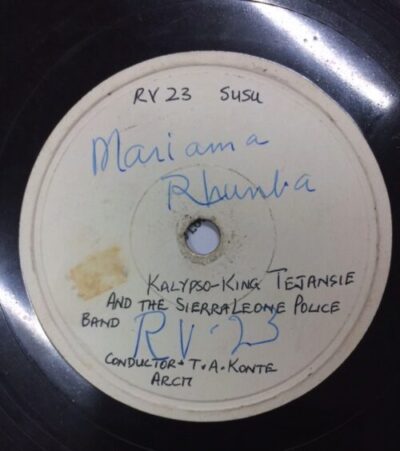 RV 23 SUSU
Mariama
Rhumba
KALYPSO-KING TEJANSIE
AND THE SIERRA LEONE POLICE
BAND RV-23
CONDUCTOR • T • A • KONTE
ARCM